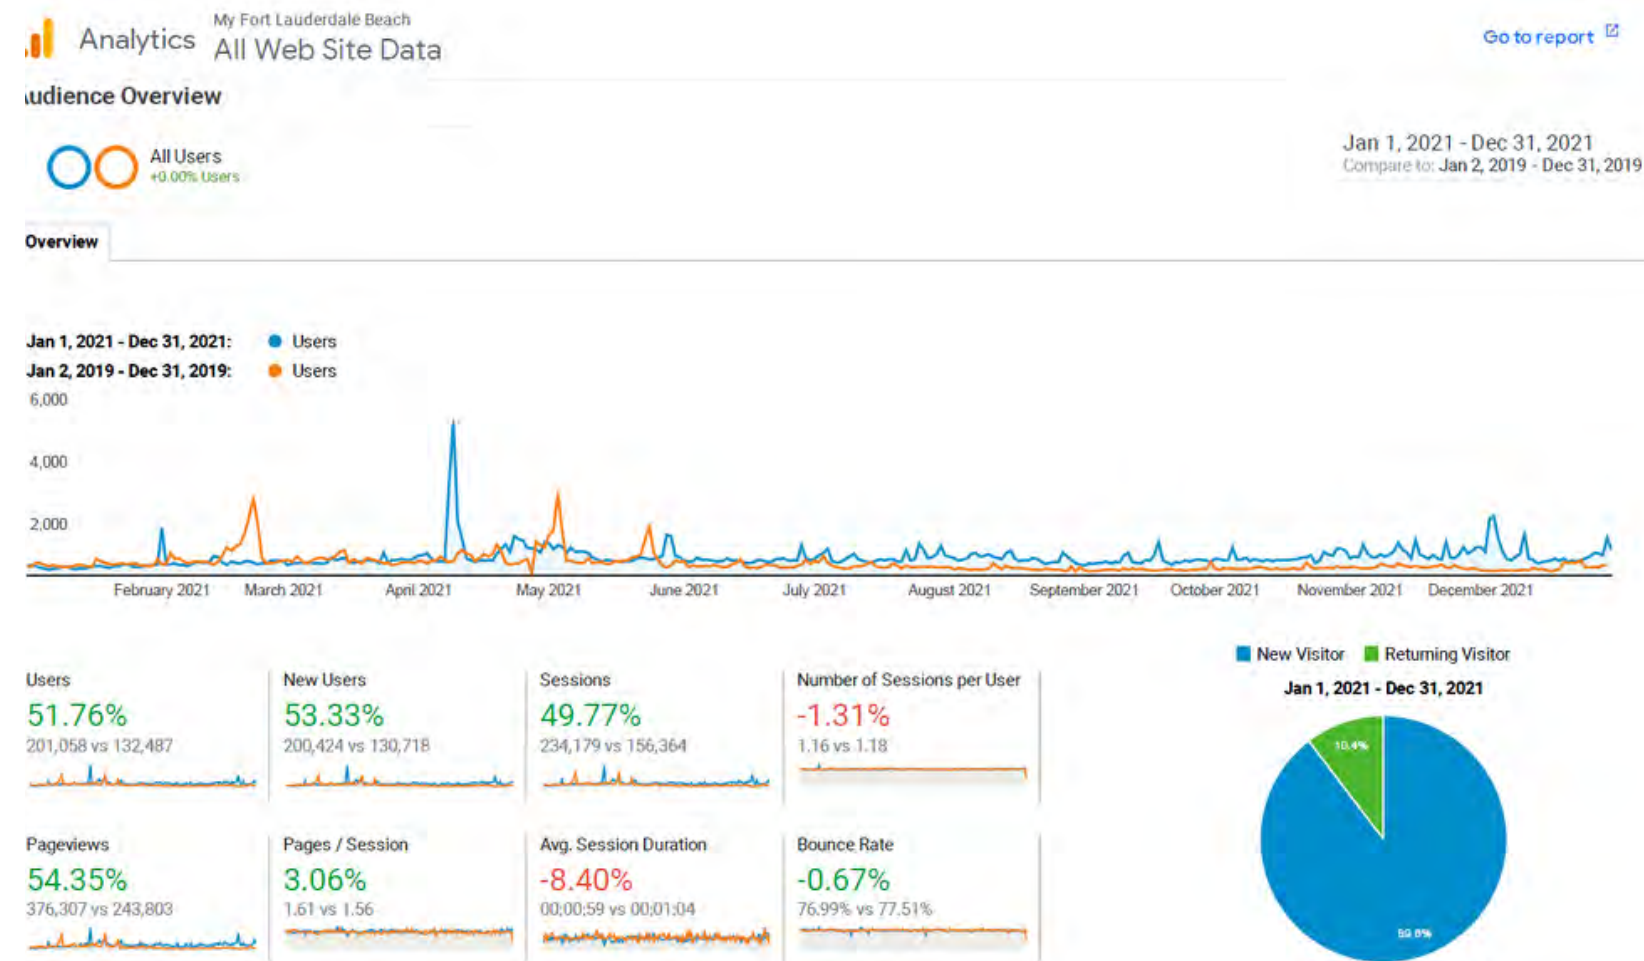 My Fort Lauderdale Beach
Analytics All Web Site Data
Go to report
udience Overview
All Users
+0.00% Users
Jan 1, 2021 - Dec 31, 2021
Compare to: Jan 2, 2019 - Dec 31, 2019
Overview
Jan 1, 2021 - Dec 31, 2021: Users
Jan 2, 2019 - Dec 31, 2019: Users
6,000
4,000
2,000
February 2021 March 2021 April 2021 May 2021 June 2021 July 2021 August 2021 September 2021 October 2021 November 2021 December 2021
New Visitor Returning Visitor
Jan 1, 2021 - Dec 31, 2021
10.4%
89.6%
Users
51.76%
201,058 vs 132,487
New Users
53.33%
200,424 vs 130,718
Sessions
49.77%
234,179 vs 156,364
Number of Sessions per User
-1.31%
1.16 vs 1.18
Pageviews
54.35%
376,307 vs 243,803
Pages / Session
3.06%
1.61 vs 1.56
Avg. Session Duration
-8.40%
00:00:59 vs 00:01:04
Bounce Rate
-0.67%
76.99% vs 77.51%